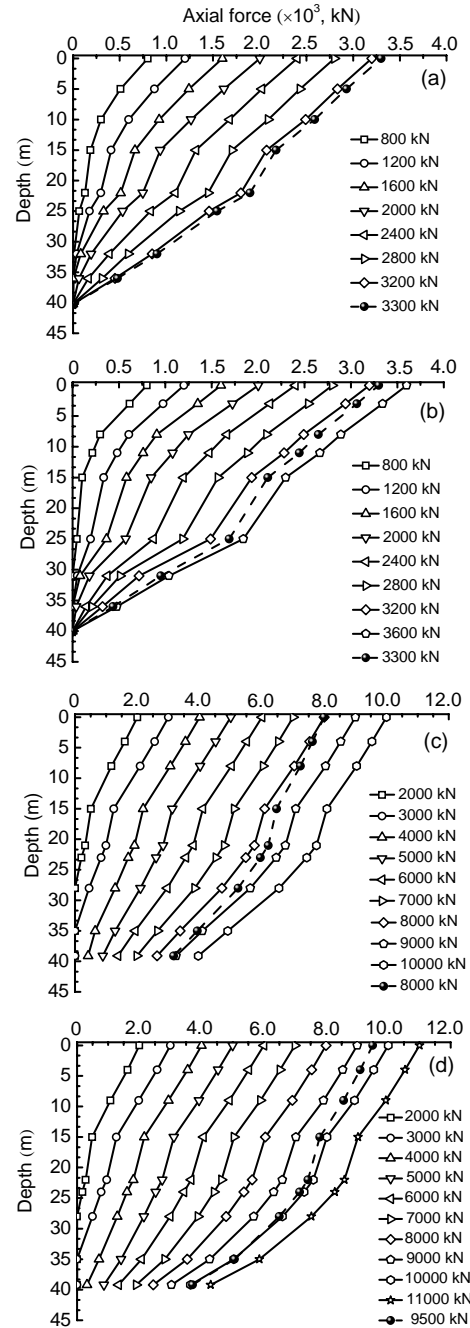 Axial force (×10³, kN)
0 0.5 1.0 1.5 2.0 2.5 3.0 3.5 4.0
0
5
10
15
20
25
30
35
40
45
Depth (m)
(a)
800 kN
1200 kN
1600 kN
2000 kN
2400 kN
2800 kN
3200 kN
3300 kN
0 0.5 1.0 1.5 2.0 2.5 3.0 3.5 4.0
0
5
10
15
20
25
30
35
40
45
Depth (m)
(b)
800 kN
1200 kN
1600 kN
2000 kN
2400 kN
2800 kN
3200 kN
3600 kN
3300 kN
0 2.0 4.0 6.0 8.0 10.0 12.0
0
5
10
15
20
25
30
35
40
45
Depth (m)
(c)
2000 kN
3000 kN
4000 kN
5000 kN
6000 kN
7000 kN
8000 kN
9000 kN
10000 kN
8000 kN
0 2.0 4.0 6.0 8.0 10.0 12.0
0
5
10
15
20
25
30
35
40
45
Depth (m)
(d)
2000 kN
3000 kN
4000 kN
5000 kN
6000 kN
7000 kN
8000 kN
9000 kN
10000 kN
11000 kN
9500 kN